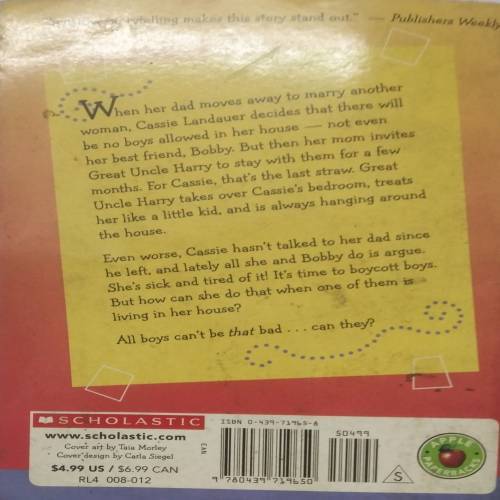 storytelling makes this story stand out." — Publishers Weekly
When her dad moves away to marry another
woman, Cassie Landauer decides that there will
be no boys allowed in her house — not even
her best friend, Bobby. But then her mom invites
Great Uncle Harry to stay with them for a few
months. For Cassie, that's the last straw. Great
Uncle Harry takes over Cassie's bedroom, treats
her like a little kid, and is always hanging around
the house.
Even worse, Cassie hasn't talked to her dad since
he left, and lately all she and Bobby do is argue.
She's sick and tired of it! It's time to boycott boys.
But how can she do that when one of them is
living in her house?
All boys can't be that bad . . . can they?
SCHOLASTIC
www.scholastic.com
Cover art by Taia Morley
Cover design by Carla Siegel
$4.99 US / $6.99 CAN
RL4 008-012
ISBN 0-439-71965-8
EAN
50499
9 780439 719650
S
APPLE
PAPERBACKS